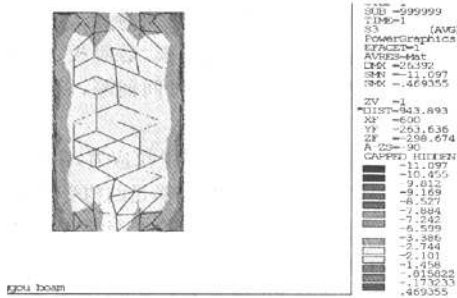 SUB =999999
TIME=1
S3 (AVG)
PowerGraphics
EFACET=1
AVRES=Mat
DMX =26392
SMN =-11.097
SMX =.469355
ZV =1
*DIST=943.893
XF =600
YF =263.636
ZF =-298.674
A-ZS=-90
CAPPED HIDDEN
-11.097
-10.455
9.812
-9.169
-8.527
-7.884
-7.242
-6.599
-3.386
-2.744
-2.101
-1.458
-.815822
-.173233
.469355
gou boam